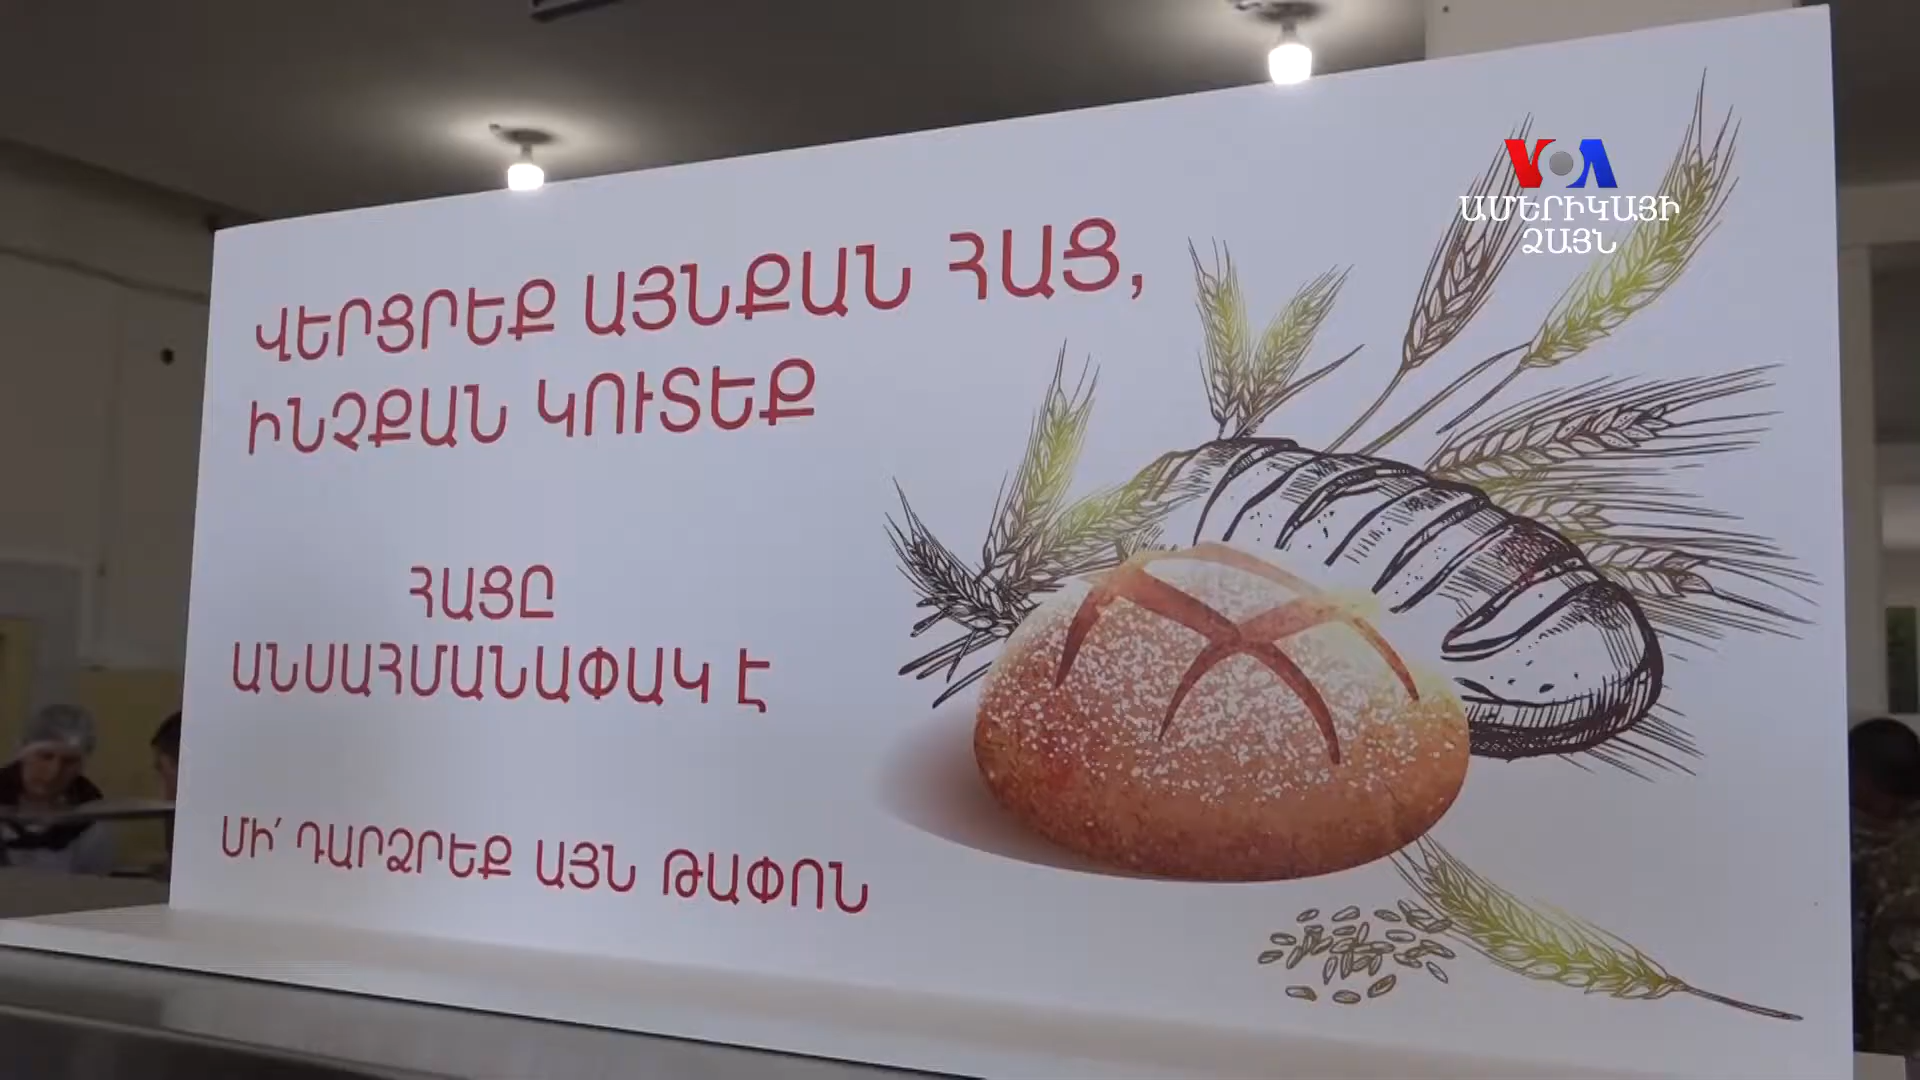 ՎԵՐՑՐԵՔ ԱՅՆՔԱՆ ՀԱՑ,
ԻՆՉՔԱՆ ԿՈՒՏԵՔ
ՀԱՑԸ
ԱՆՍԱՀՄԱՆԱՓԱԿ Է
ՄԻ՛ ԴԱՐՁՐԵՔ ԱՅՆ ԹԱՓՈՆ
VOA
ԱՄԵՐԻԿԱՅԻ
ՁԱՅՆ